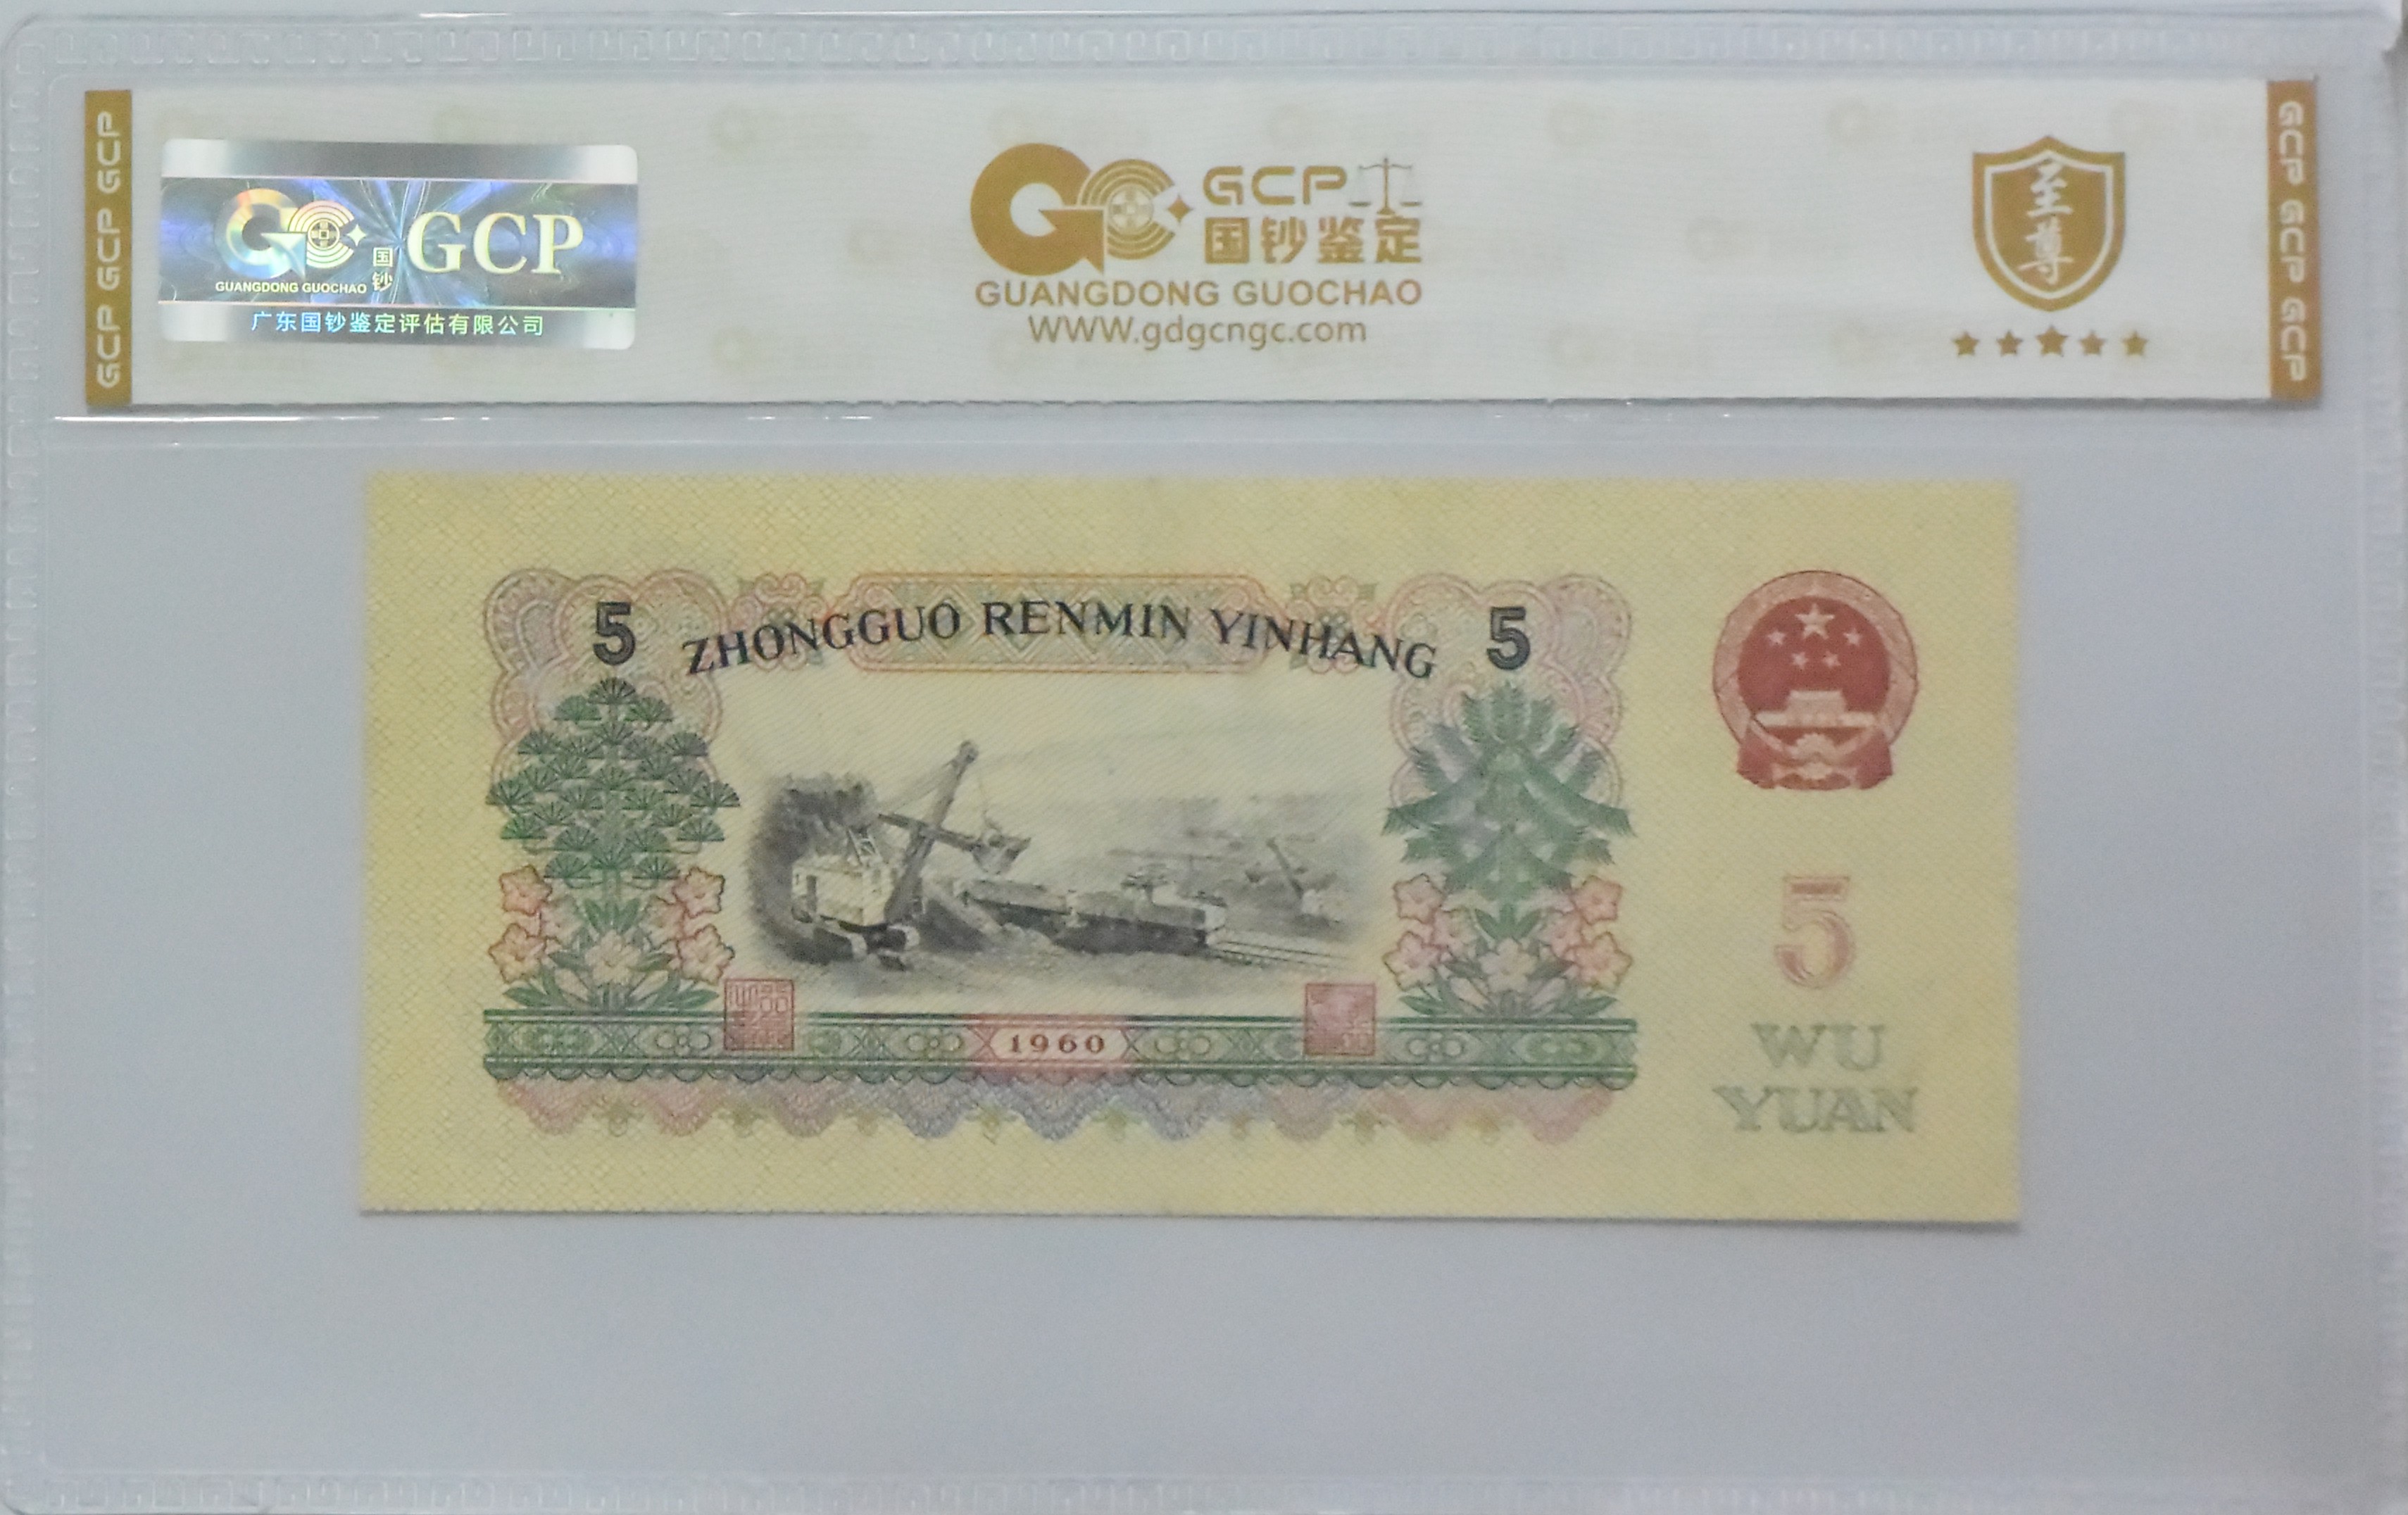 GCP GCP GCP
GCP
国钞
GUANGDONG GUOCHAO
广东国钞鉴定评估有限公司
GCP
国钞鉴定
GUANGDONG GUOCHAO
WWW.gdgcngc.com
至尊
GCP GCP GCP
5 ZHONGGUO RENMIN YINHANG 5
1960
5
WU
YUAN